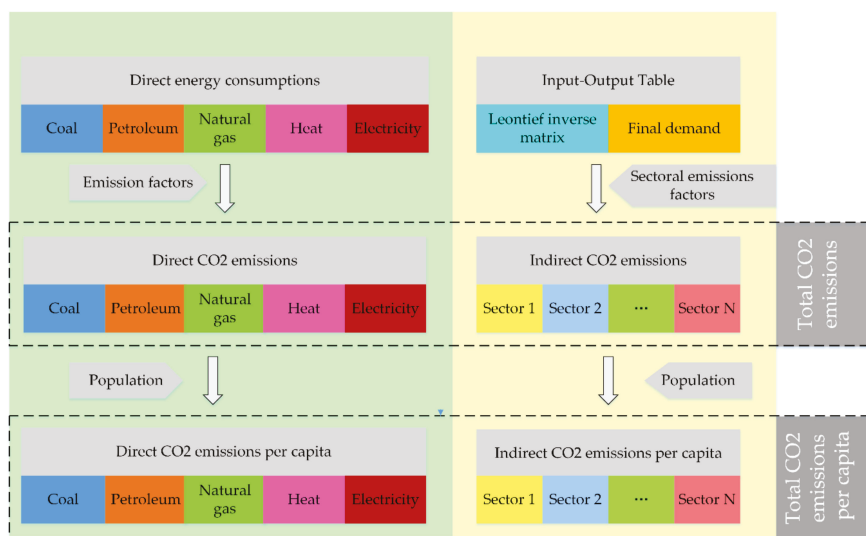 Direct energy consumptions
Coal
Petroleum
Natural
gas
Heat
Electricity
Input-Output Table
Leontief inverse
matrix
Final demand
Emission factors
Sectoral emissions
factors
Direct CO2 emissions
Coal
Petroleum
Natural
gas
Heat
Electricity
Indirect CO2 emissions
Sector 1
Sector 2
...
Sector N
Total CO2
emissions
Population
Population
Direct CO2 emissions per capita
Coal
Petroleum
Natural
gas
Heat
Electricity
Indirect CO2 emissions per capita
Sector 1
Sector 2
...
Sector N
Total CO2
emissions
per capita